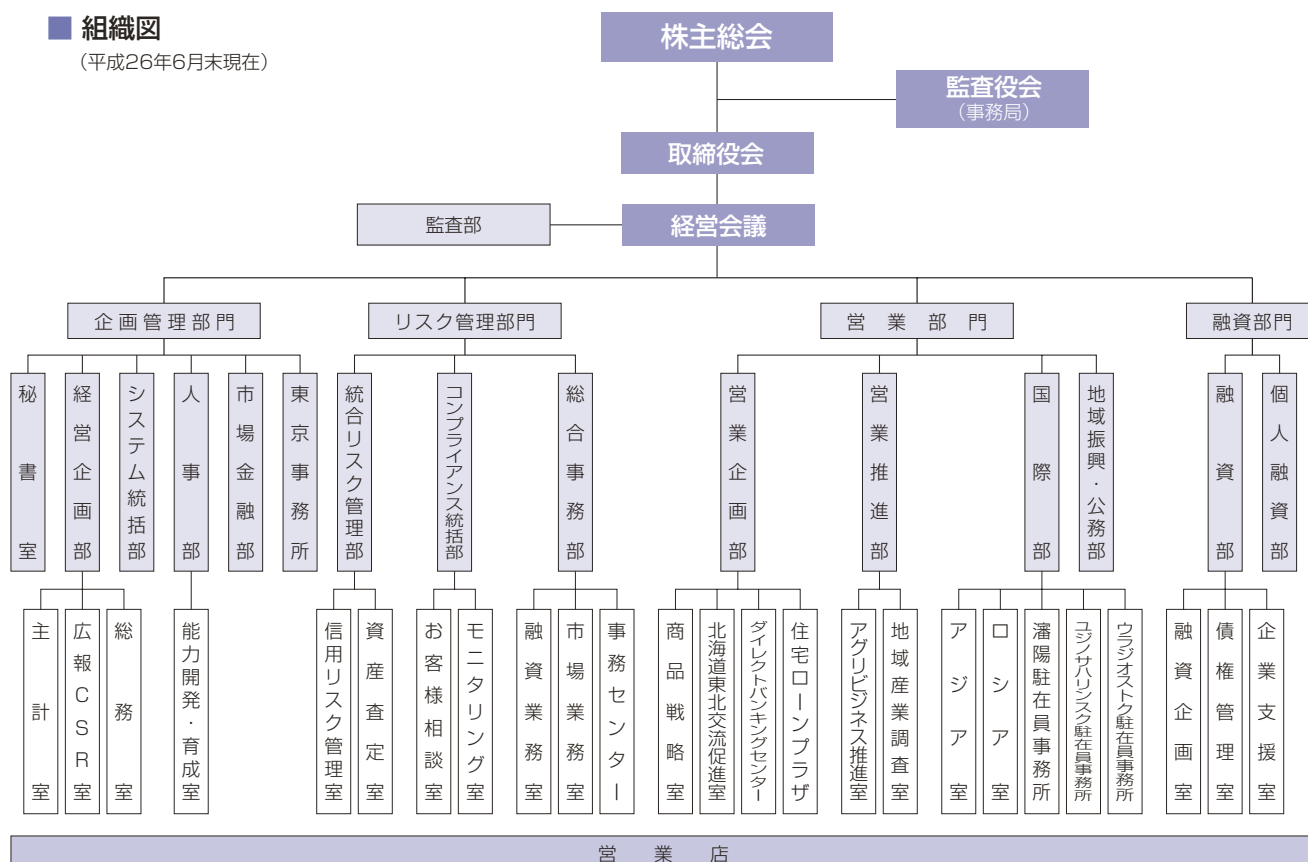 組織図
（平成26年6月末現在）
株主総会
監査役会
（事務局）
取締役会
監査部
経営会議
企画管理部門
リスク管理部門
営業部門
融資部門
秘書室
経営企画部
システム統括部
人事部
市場金融部
東京事務所
統合リスク管理部
コンプライアンス統括部
総合事務部
営業企画部
営業推進部
国際部
地域振興・公務部
融資部
個人融資部
主計室
広報CSR室
総務室
能力開発・育成室
信用リスク管理室
資産査定室
お客様相談室
モニタリング室
融資業務室
市場業務室
事務センター
商品戦略室
北海道東北交流促進室
ダイレクトバンキングセンター
住宅ローンプラザ
アグリビジネス推進室
地域産業調査室
アジア室
ロシア室
瀋陽駐在員事務所
ユジノサハリンスク駐在員事務所
ウラジオストク駐在員事務所
融資企画室
債権管理室
企業支援室
営業店